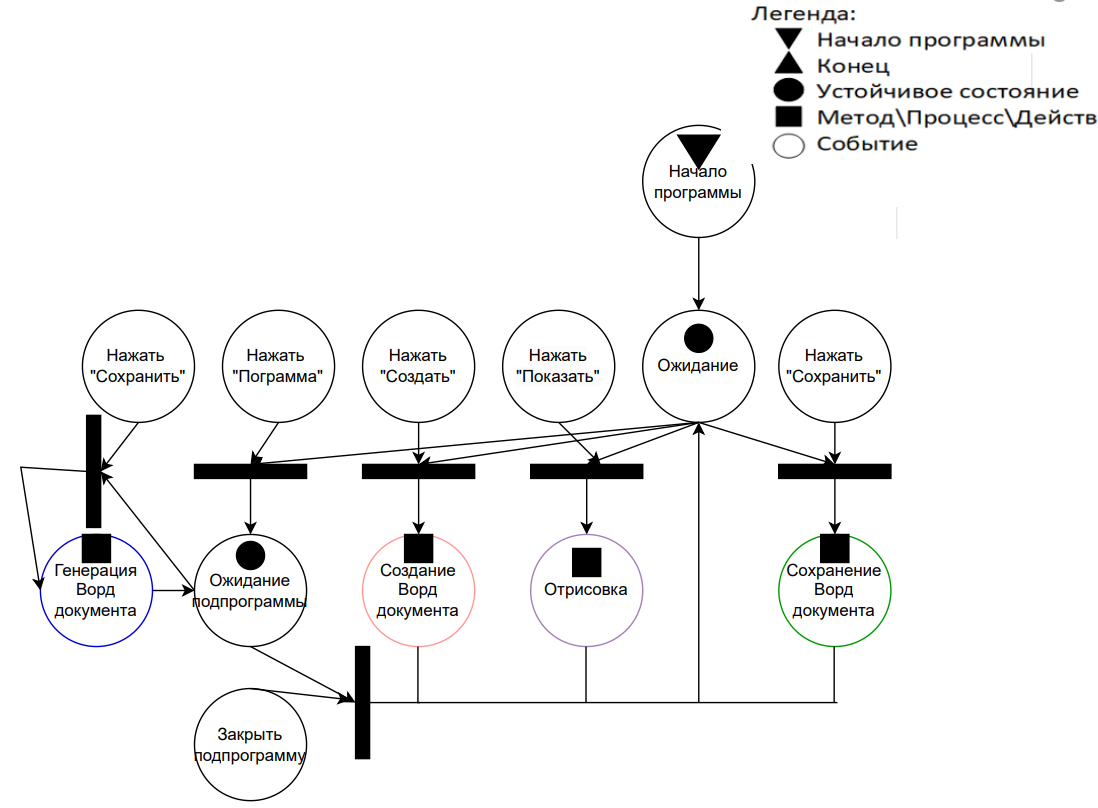 Легенда:
Начало программы
Конец
Устойчивое состояние
Метод\Процесс\Действ
Событие
Начало
программы
Нажать
"Сохранить"
Нажать
"Пограмма"
Нажать
"Создать"
Нажать
"Показать"
Ожидание
Нажать
"Сохранить"
Генерация
Ворд
документа
Ожидание
подпрограммы
Создание
Ворд
документа
Отрисовка
Сохранение
Ворд
документа
Закрыть
подпрограмму